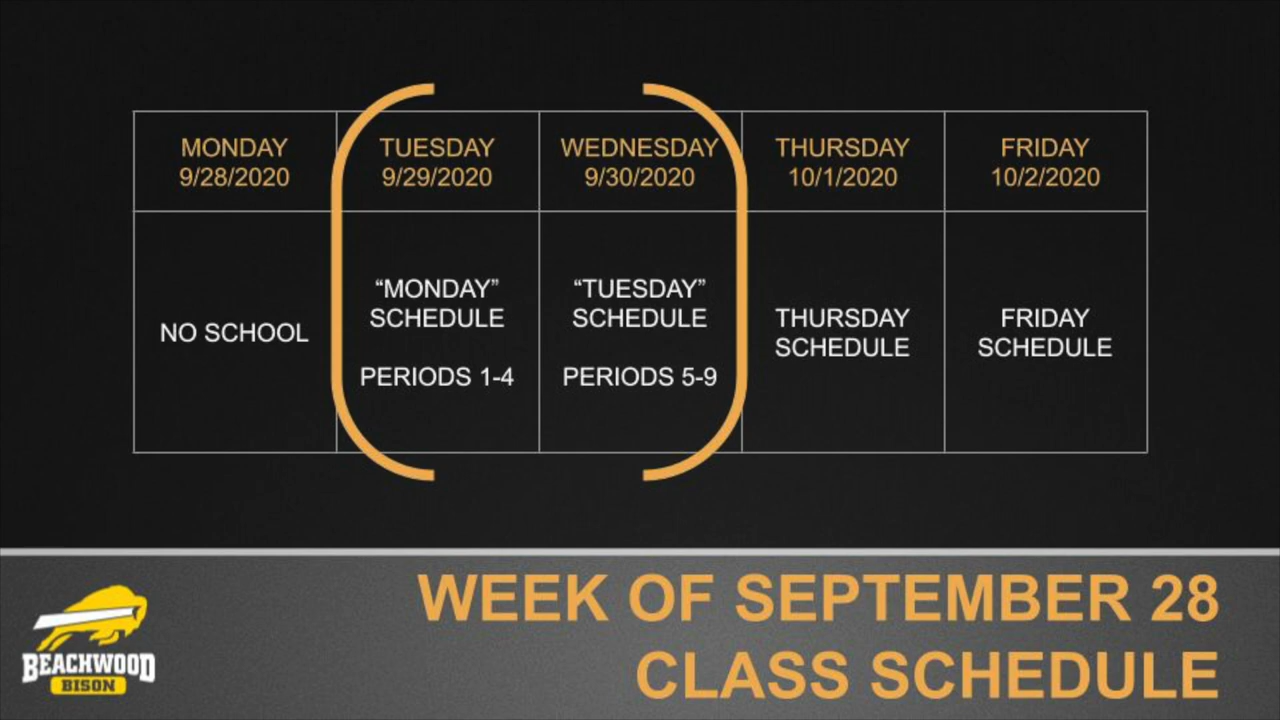 MONDAY
9/28/2020
TUESDAY
9/29/2020
WEDNESDAY
9/30/2020
THURSDAY
10/1/2020
FRIDAY
10/2/2020
NO SCHOOL
“MONDAY”
SCHEDULE
PERIODS 1-4
“TUESDAY”
SCHEDULE
PERIODS 5-9
THURSDAY
SCHEDULE
FRIDAY
SCHEDULE
WEEK OF SEPTEMBER 28
CLASS SCHEDULE
BEACHWOOD
BISON